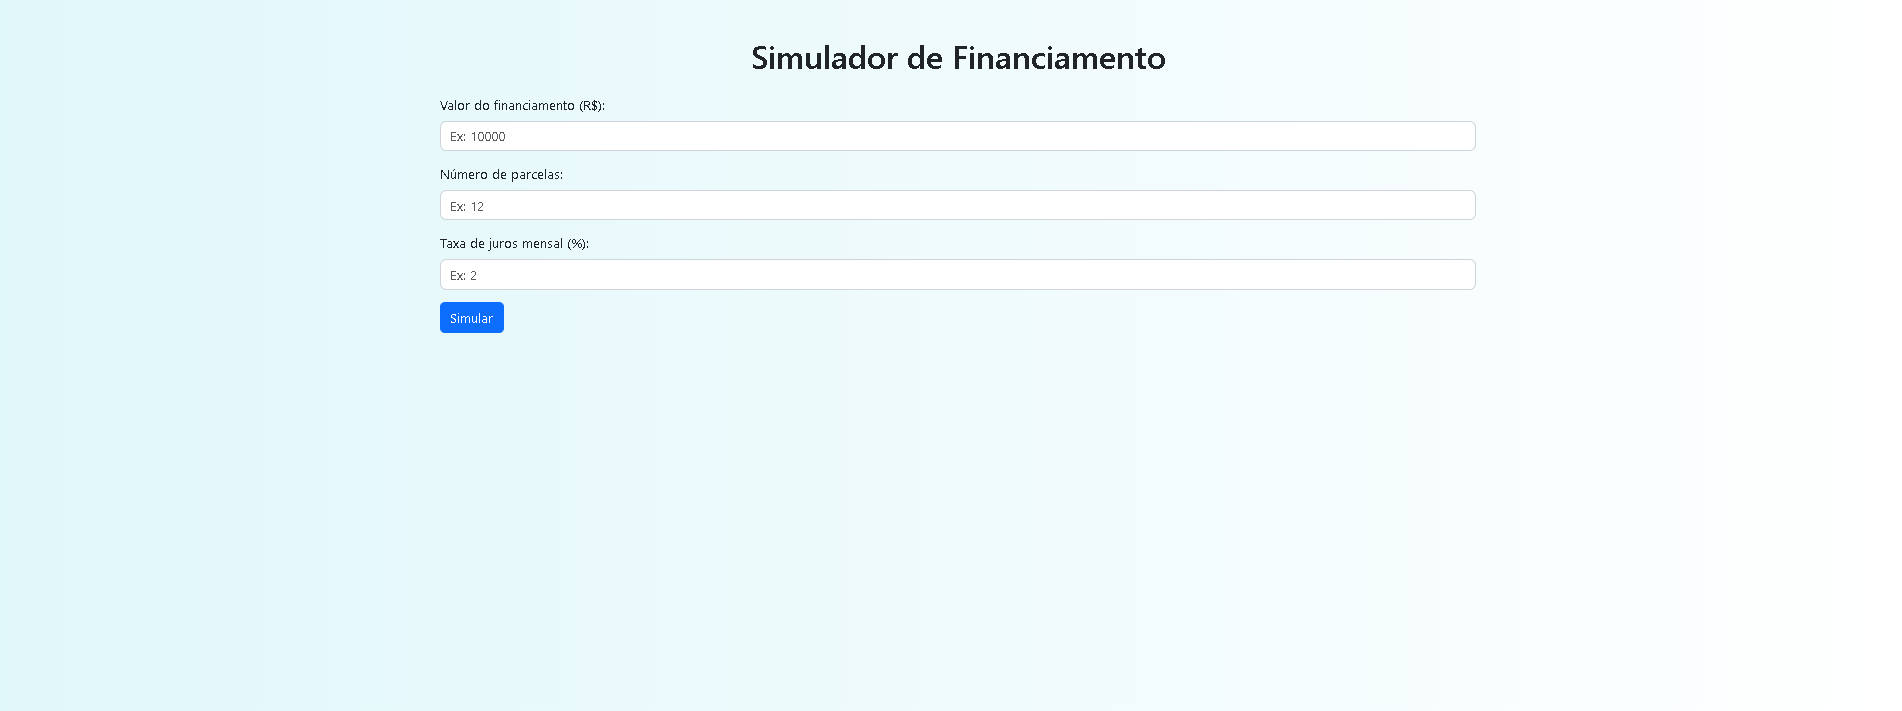 Simulador de Financiamento
Valor do financiamento (R$):
Ex: 10000
Número de parcelas:
Ex: 12
Taxa de juros mensal (%):
Ex: 2
Simular